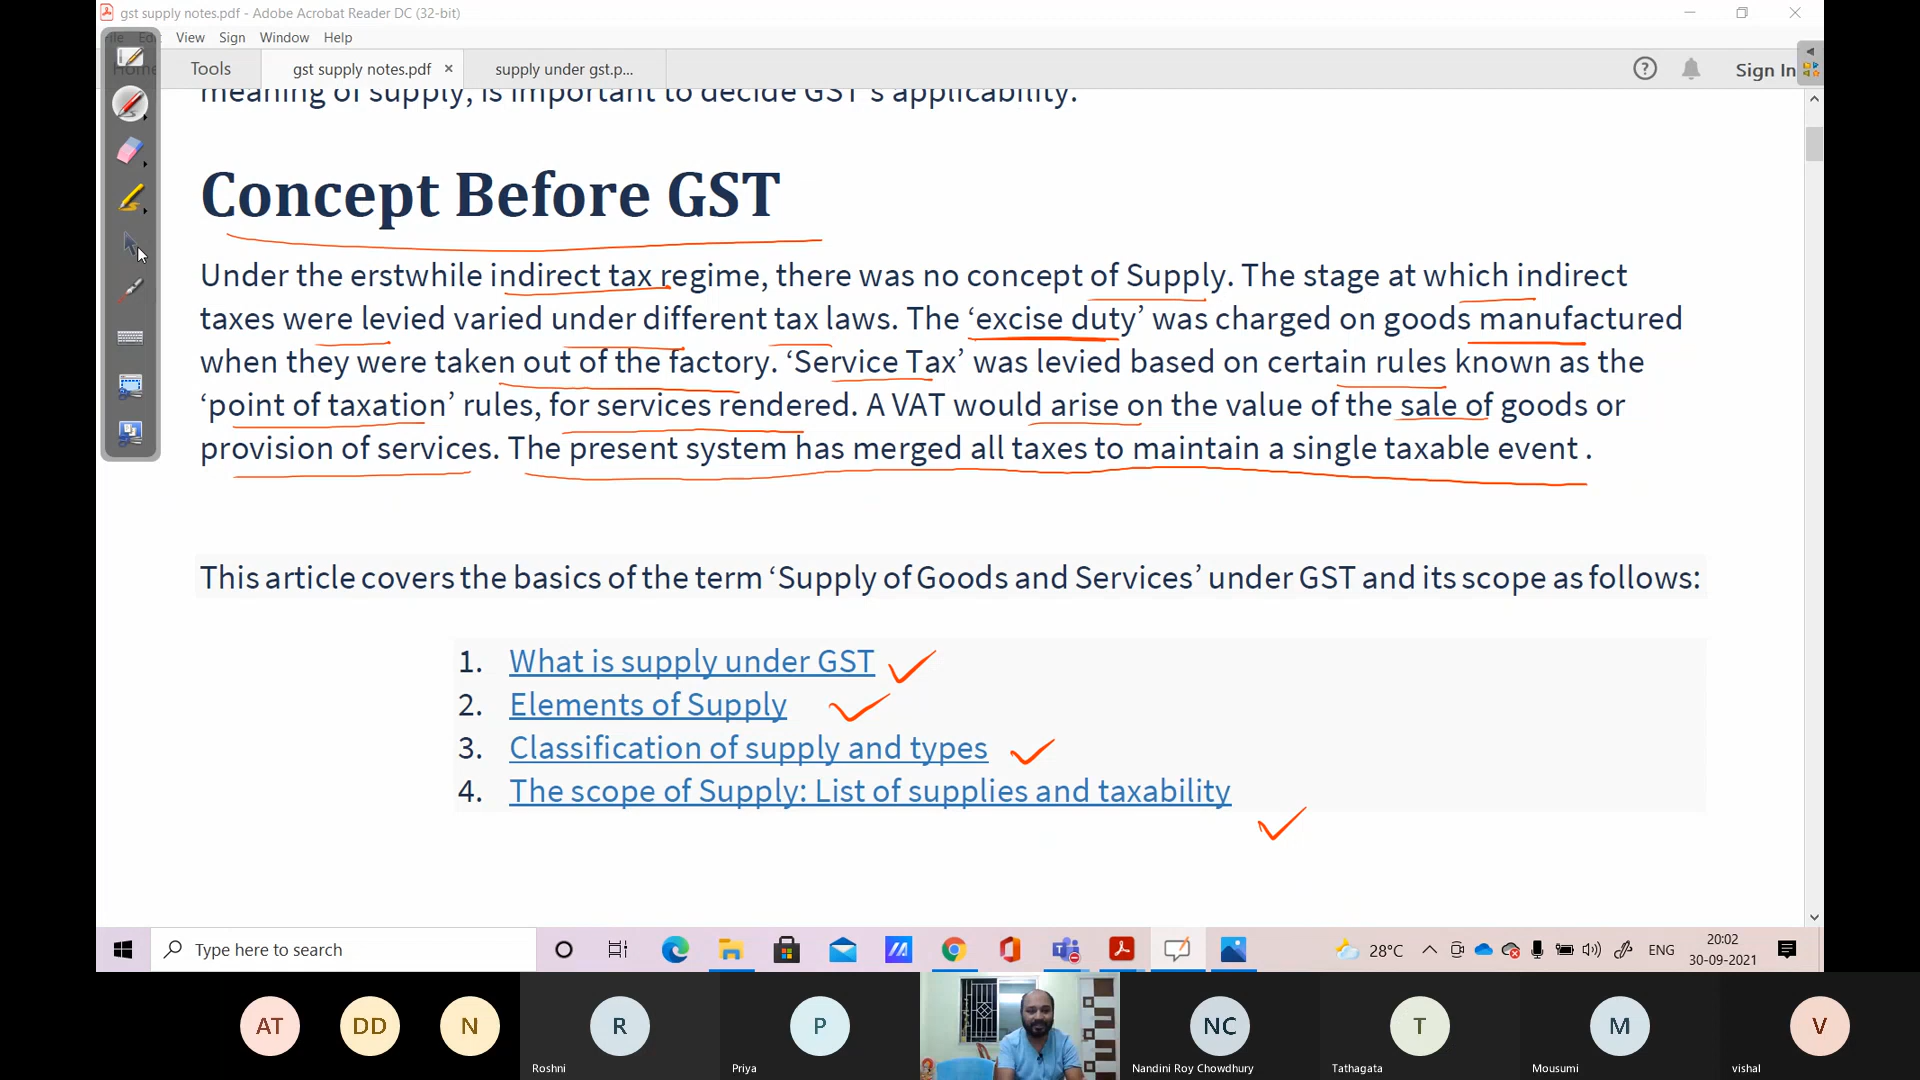 gst supply notes.pdf - Adobe Acrobat Reader DC (32-bit)
View Sign Window Help
Tools gst supply notes.pdf × supply under gst.p... Sign In
meaning of supply, is important to decide GST's applicability.
Concept Before GST
Under the erstwhile indirect tax regime, there was no concept of Supply. The stage at which indirect
taxes were levied varied under different tax laws. The ‘excise duty’ was charged on goods manufactured
when they were taken out of the factory. ‘Service Tax’ was levied based on certain rules known as the
‘point of taxation’ rules, for services rendered. A VAT would arise on the value of the sale of goods or
provision of services. The present system has merged all taxes to maintain a single taxable event .
This article covers the basics of the term ‘Supply of Goods and Services’ under GST and its scope as follows:
1. What is supply under GST
2. Elements of Supply
3. Classification of supply and types
4. The scope of Supply: List of supplies and taxability
Type here to search
28°C
ENG
20:02
30-09-2021
AT DD N R P NC T M V
Roshni Priya Nandini Roy Chowdhury Tathagata Mousumi vishal